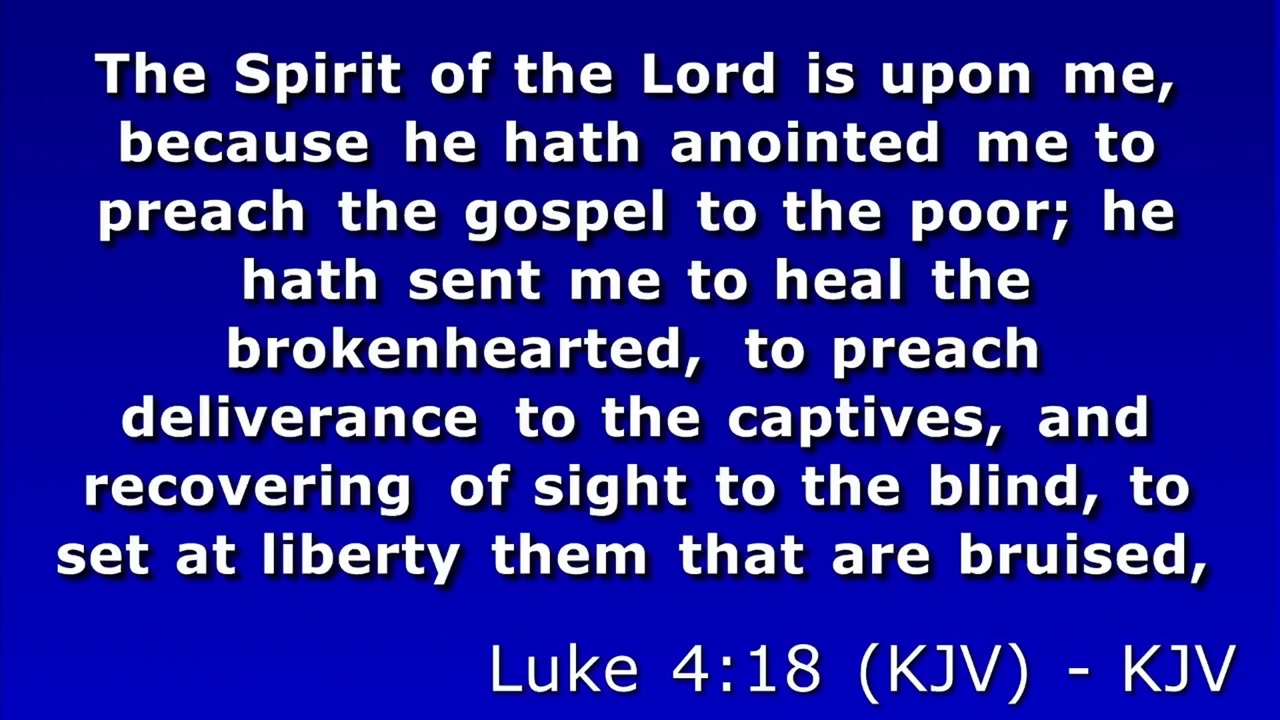 The Spirit of the Lord is upon me,
because he hath anointed me to
preach the gospel to the poor; he
hath sent me to heal the
brokenhearted, to preach
deliverance to the captives, and
recovering of sight to the blind, to
set at liberty them that are bruised,
Luke 4:18 (KJV) - KJV